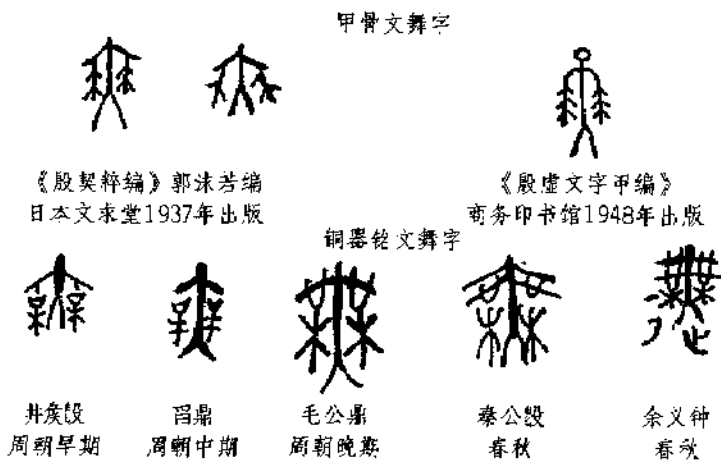 甲骨文舞字
《殷契粹编》郭沫若编
日本文求堂1937年出版
《殷虚文字甲编》
商务印书馆1948年出版
铜器铭文舞字
井侯𣪘
周朝早期
舀鼎
周朝中期
毛公鼎
周朝晚期
秦公𣪘
春秋
余义钟
春秋